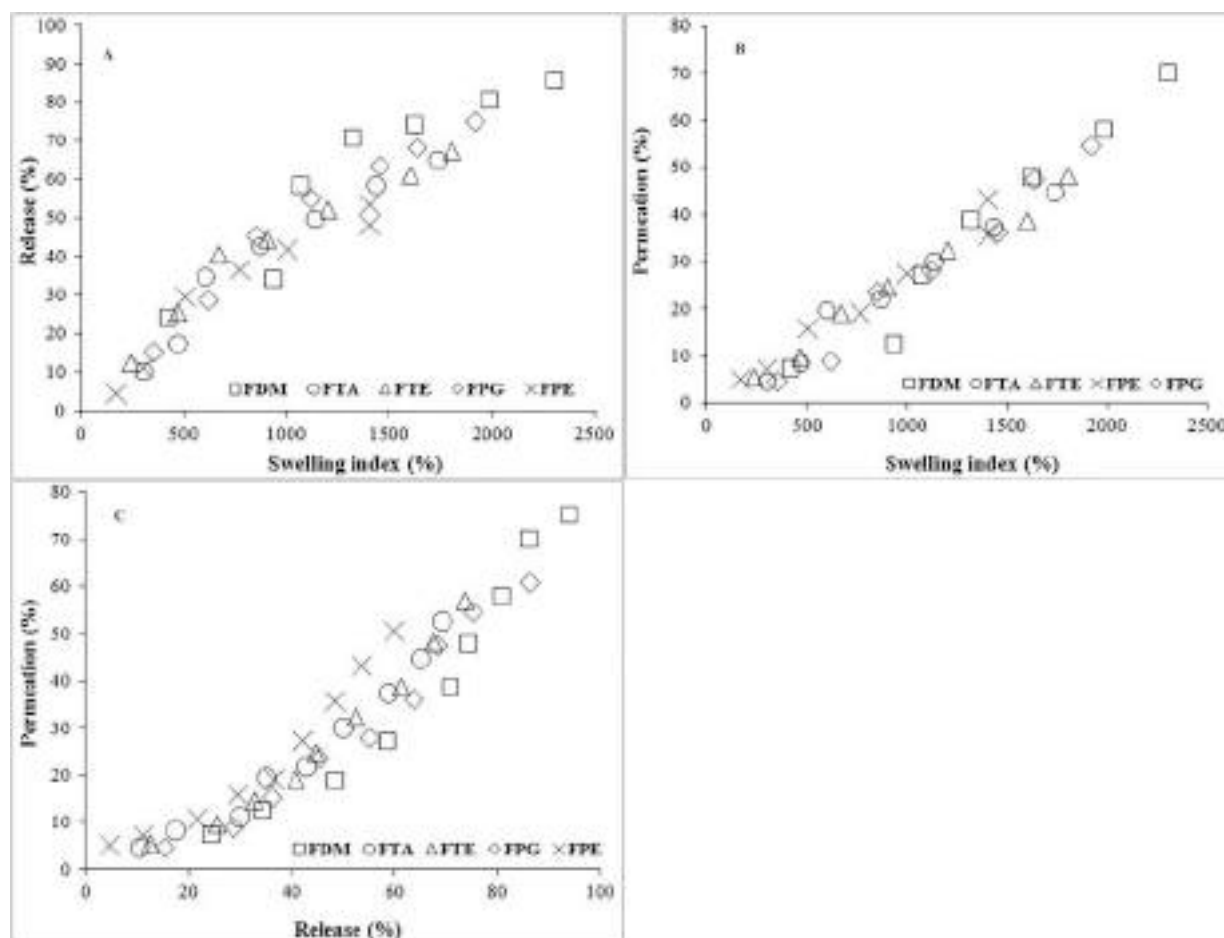 A
100
90
80
70
60
50
40
30
20
10
0
Release (%)
□FDM ○FTA △FTE ◇FPG ×FPE
0 500 1000 1500 2000 2500
Swelling index (%)
B
80
70
60
50
40
30
20
10
0
Permeation (%)
□FDM ○FTA △FTE ×FPE ◇FPG
0 500 1000 1500 2000 2500
Swelling index (%)
C
80
70
60
50
40
30
20
10
0
Permeation (%)
□FDM ○FTA △FTE ◇FPG ×FPE
0 20 40 60 80 100
Release (%)